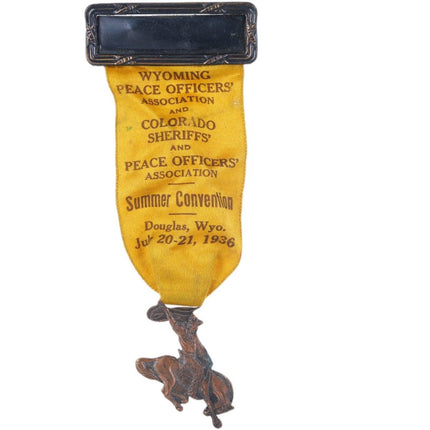 WYOMING
PEACE OFFICERS'
ASSOCIATION
AND
COLORADO
SHERIFFS'
AND
PEACE OFFICERS'
ASSOCIATION
Summer Convention
Douglas, Wyo.
July 20-21, 1936